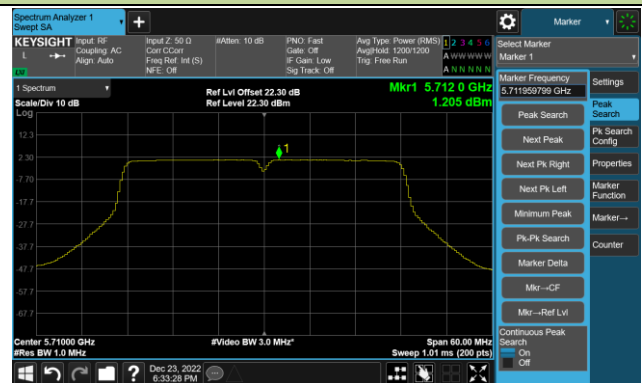 Spectrum Analyzer 1
Swept SA
Marker
KEYSIGHT
L
Input: RF
Coupling: AC
Align: Auto
Input Z: 50 Ω
Corr CCorr
Freq Ref: Int (S)
NFE: Off
#Atten: 10 dB
PNO: Fast
Gate: Off
IF Gain: Low
Sig Track: Off
Avg Type: Power (RMS)
Avg|Hold: 1200/1200
Trig: Free Run
1 2 3 4 5 6
A W W W W W
A N N N N N
Select Marker
Marker 1
Marker Frequency
5.711959799 GHz
Peak Search
Next Peak
Next Pk Right
Next Pk Left
Minimum Peak
Pk-Pk Search
Marker Delta
Mkr→CF
Mkr→Ref Lvl
Continuous Peak
Search
On
Off
Settings
Peak
Search
Pk Search
Config
Properties
Marker
Function
Marker→
Counter
1 Spectrum
Scale/Div 10 dB
Log
Ref Lvl Offset 22.30 dB
Ref Level 22.30 dBm
Mkr1 5.712 0 GHz
1.205 dBm
1
12.3
2.30
-7.70
-17.7
-27.7
-37.7
-47.7
-57.7
-67.7
Center 5.71000 GHz
#Res BW 1.0 MHz
#Video BW 3.0 MHz*
Span 60.00 MHz
Sweep 1.01 ms (200 pts)
?
Dec 23, 2022
6:33:28 PM